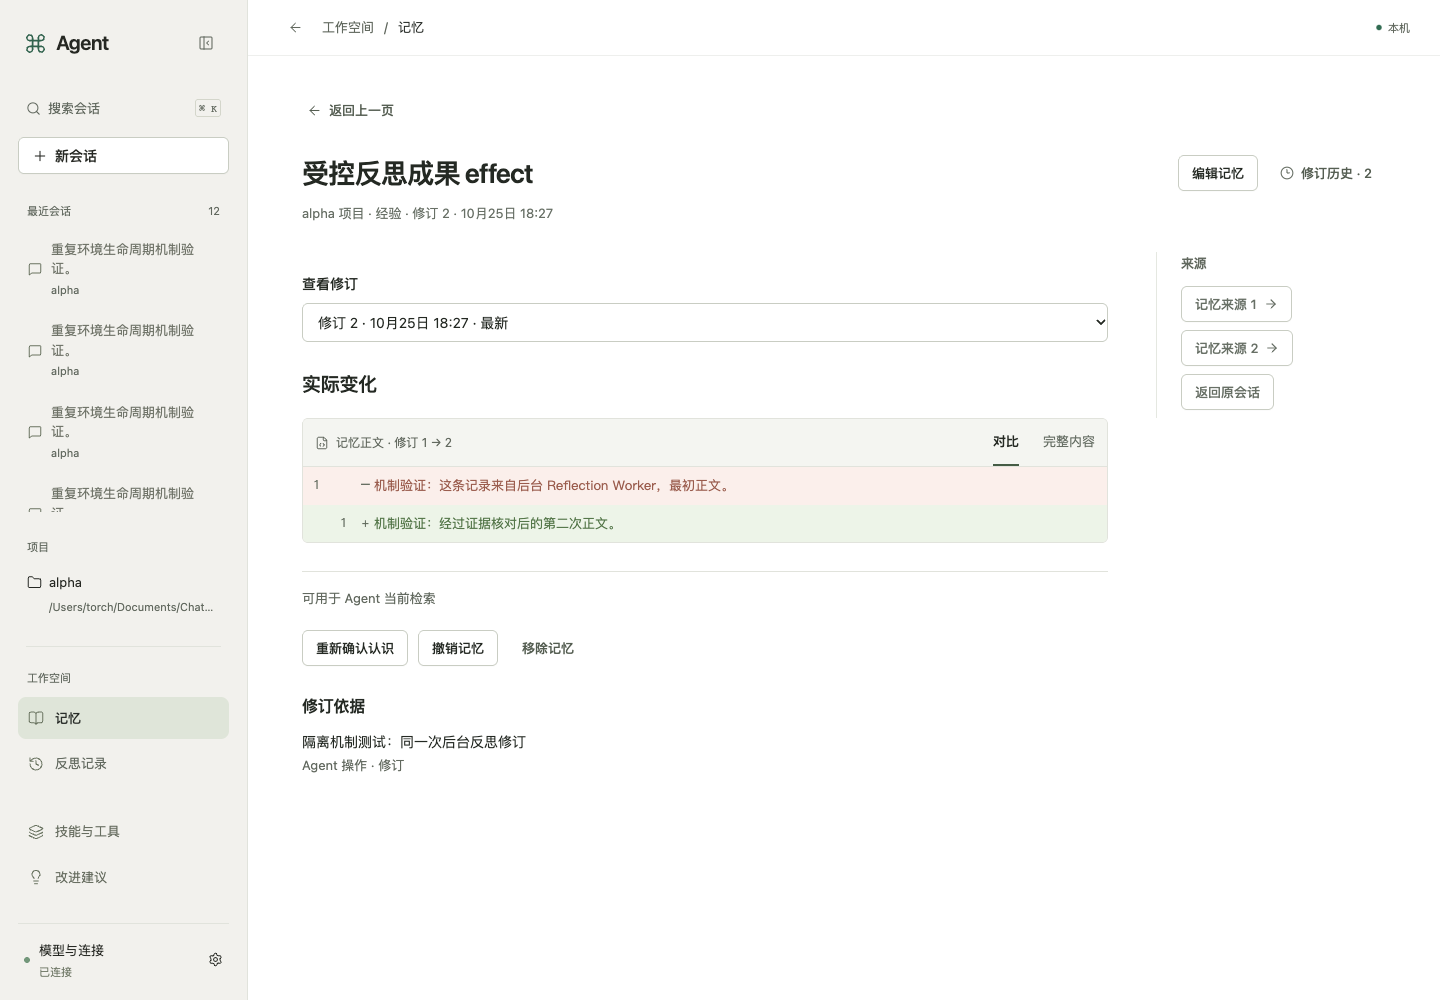 Agent
搜索会话
⌘ K
新会话
最近会话 12
重复环境生命周期机制验
证。
alpha
重复环境生命周期机制验
证。
alpha
重复环境生命周期机制验
证。
alpha
重复环境生命周期机制验
项目
alpha
/Users/torch/Documents/Chat...
工作空间
记忆
反思记录
技能与工具
改进建议
模型与连接
已连接
工作空间 / 记忆
本机
返回上一页
受控反思成果 effect
编辑记忆
修订历史 · 2
alpha 项目 · 经验 · 修订 2 · 10月25日 18:27
查看修订
修订 2 · 10月25日 18:27 · 最新
实际变化
记忆正文 · 修订 1 → 2
对比
完整内容
1 − 机制验证：这条记录来自后台 Reflection Worker，最初正文。
1 + 机制验证：经过证据核对后的第二次正文。
可用于 Agent 当前检索
重新确认认识
撤销记忆
移除记忆
修订依据
隔离机制测试：同一次后台反思修订
Agent 操作 · 修订
来源
记忆来源 1 →
记忆来源 2 →
返回原会话